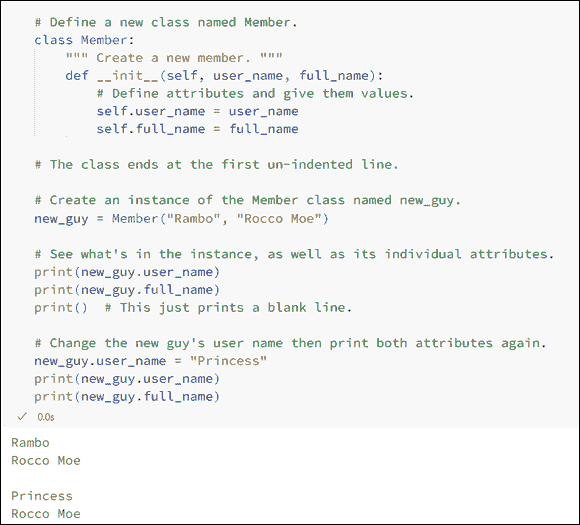 # Define a new class named Member.
class Member:
    """ Create a new member. """
    def __init__(self, user_name, full_name):
        # Define attributes and give them values.
        self.user_name = user_name
        self.full_name = full_name

# The class ends at the first un-indented line.

# Create an instance of the Member class named new_guy.
new_guy = Member("Rambo", "Rocco Moe")

# See what's in the instance, as well as its individual attributes.
print(new_guy.user_name)
print(new_guy.full_name)
print()  # This just prints a blank line.

# Change the new guy's user name then print both attributes again.
new_guy.user_name = "Princess"
print(new_guy.user_name)
print(new_guy.full_name)
✓ 0.0s
Rambo
Rocco Moe

Princess
Rocco Moe